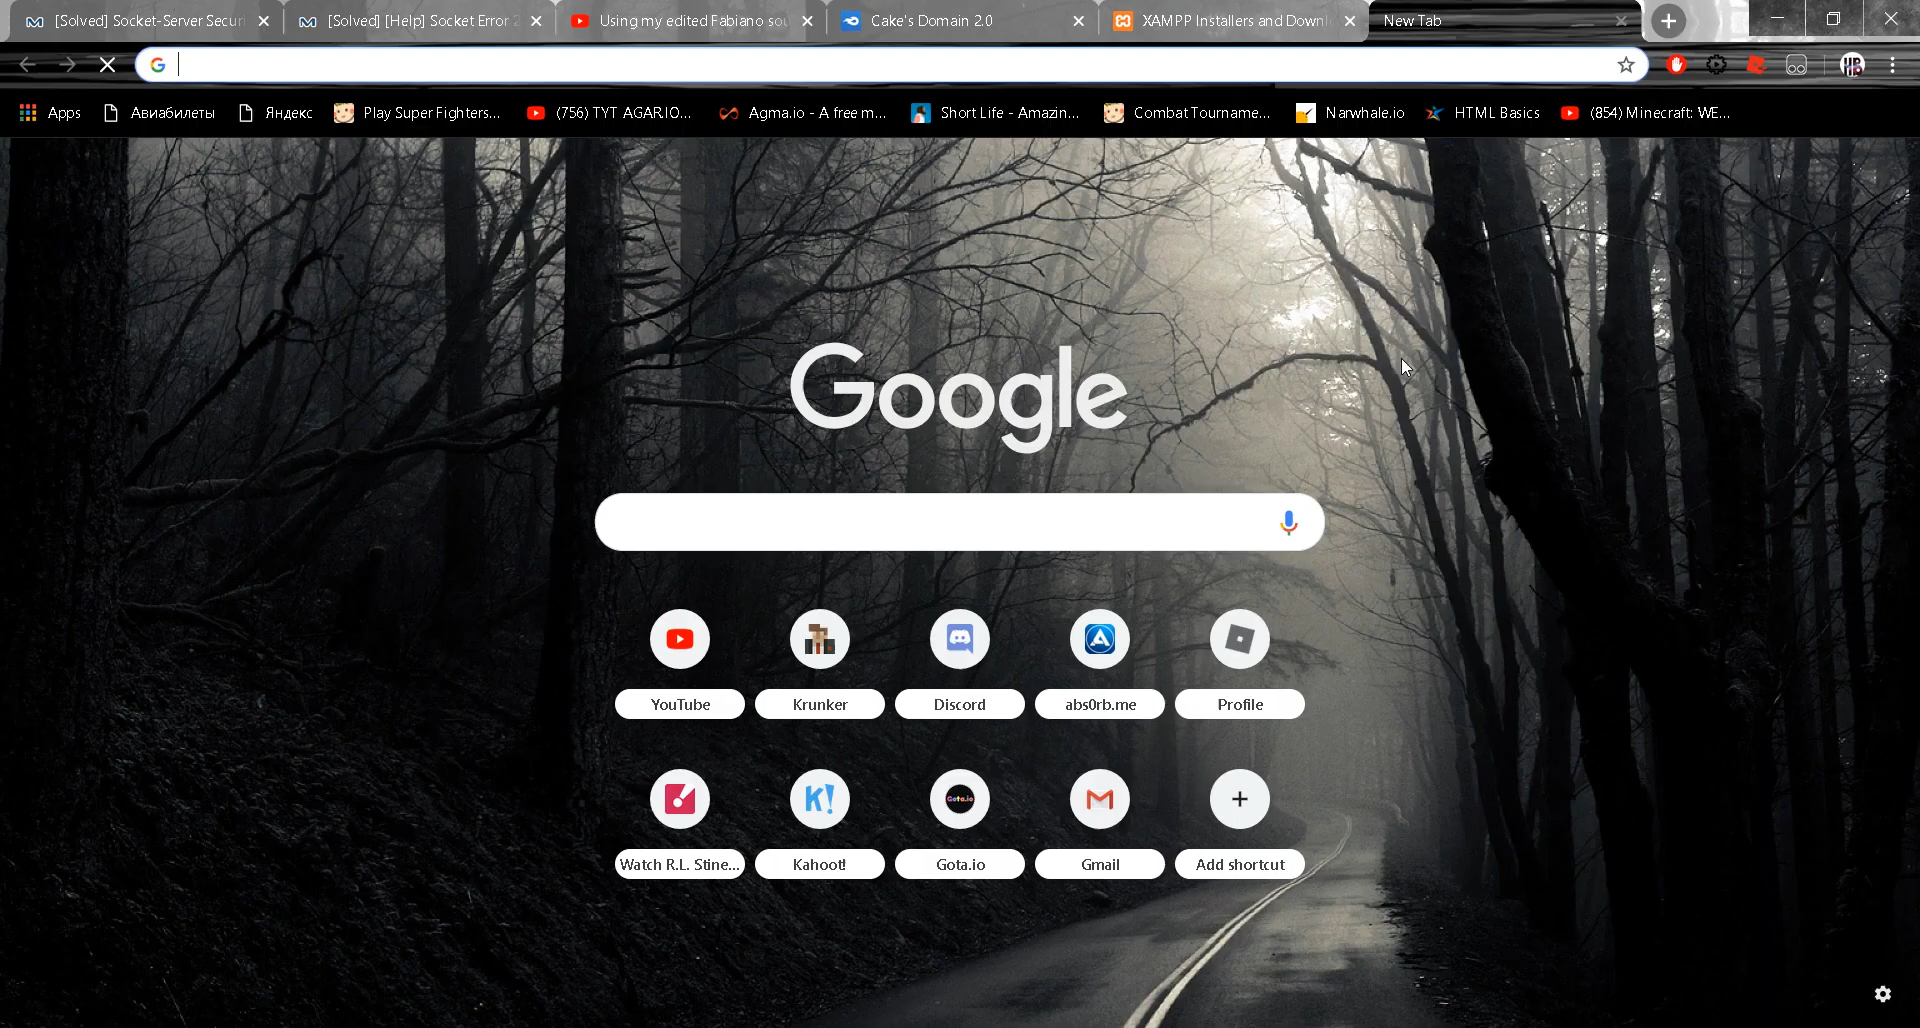 [Solved] Socket-Server Securi
[Solved] [Help] Socket Error 2
Using my edited Fabiano sou
Cake's Domain 2.0
XAMPP Installers and Downl
New Tab
Apps
Авиабилеты
Яндекс
Play Super Fighters...
(756) TYT AGAR.IO...
Agma.io - A free m...
Short Life - Amazin...
Combat Tourname...
Narwhale.io
HTML Basics
(854) Minecraft: WE...
Google
YouTube
Krunker
Discord
abs0rb.me
Profile
Watch R.L. Stine...
Kahoot!
Gota.io
Gmail
Add shortcut